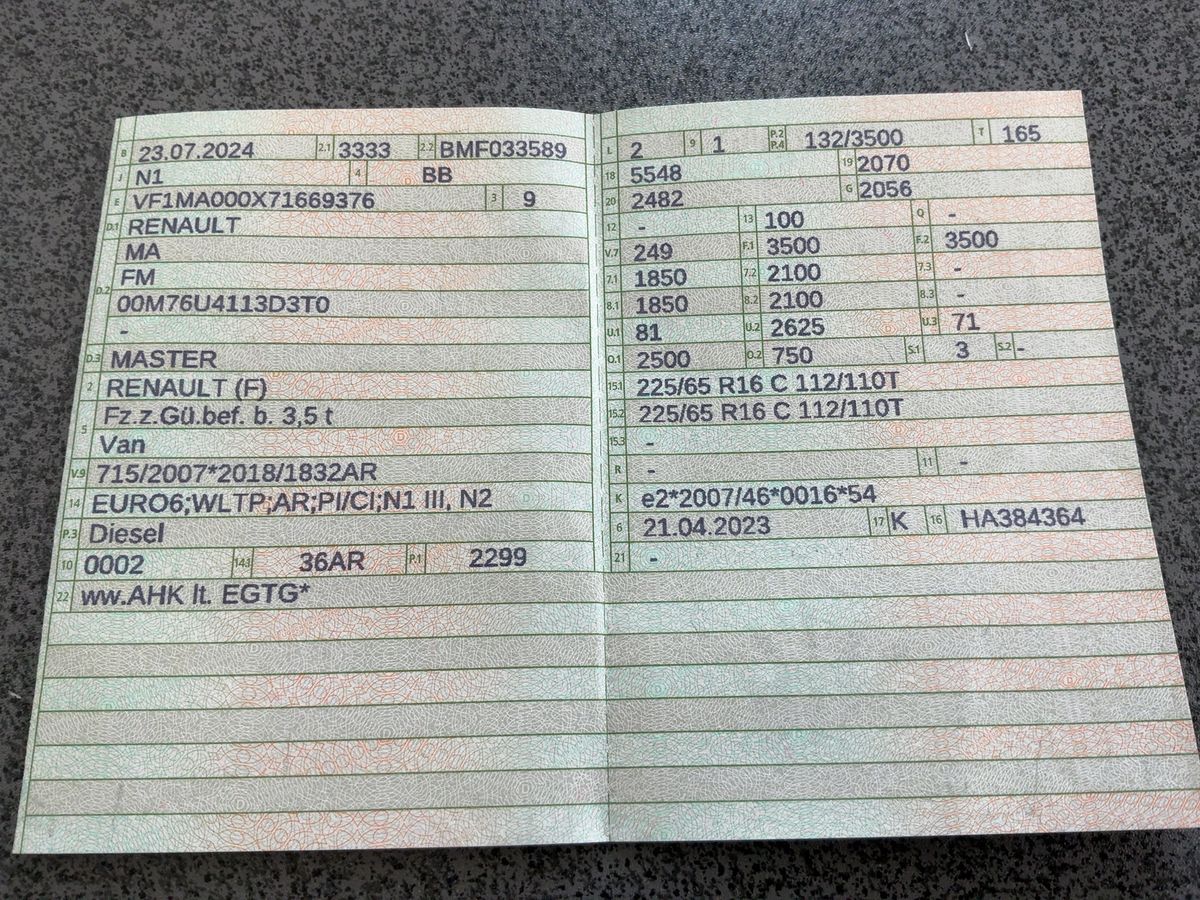 B 23.07.2024 2.1 3333 2.2 BMF033589
J N1 4 BB
E VF1MA000X71669376 3 9
D.1 RENAULT
MA
D.2 FM
00M76U4113D3T0
-
D.3 MASTER
2 RENAULT (F)
5 Fz.z.Gü.bef. b. 3,5 t
Van
V.9 715/2007*2018/1832AR
14 EURO6;WLTP;AR;PI/CI;N1 III, N2
P.3 Diesel
10 0002 14.1 36AR P.1 2299
22 ww.AHK lt. EGTG*
L 2 9 1 P.2 P.4 132/3500 T 165
18 5548 19 2070
20 2482 G 2056
12 - 13 100 Q -
V.7 249 F.1 3500 F.2 3500
7.1 1850 7.2 2100 7.3 -
8.1 1850 8.2 2100 8.3 -
U.1 81 U.2 2625 U.3 71
O.1 2500 O.2 750 S.1 3 S.2 -
15.1 225/65 R16 C 112/110T
15.2 225/65 R16 C 112/110T
15.3 -
R - 11 -
K e2*2007/46*0016*54
6 21.04.2023 17 K 16 HA384364
21 -